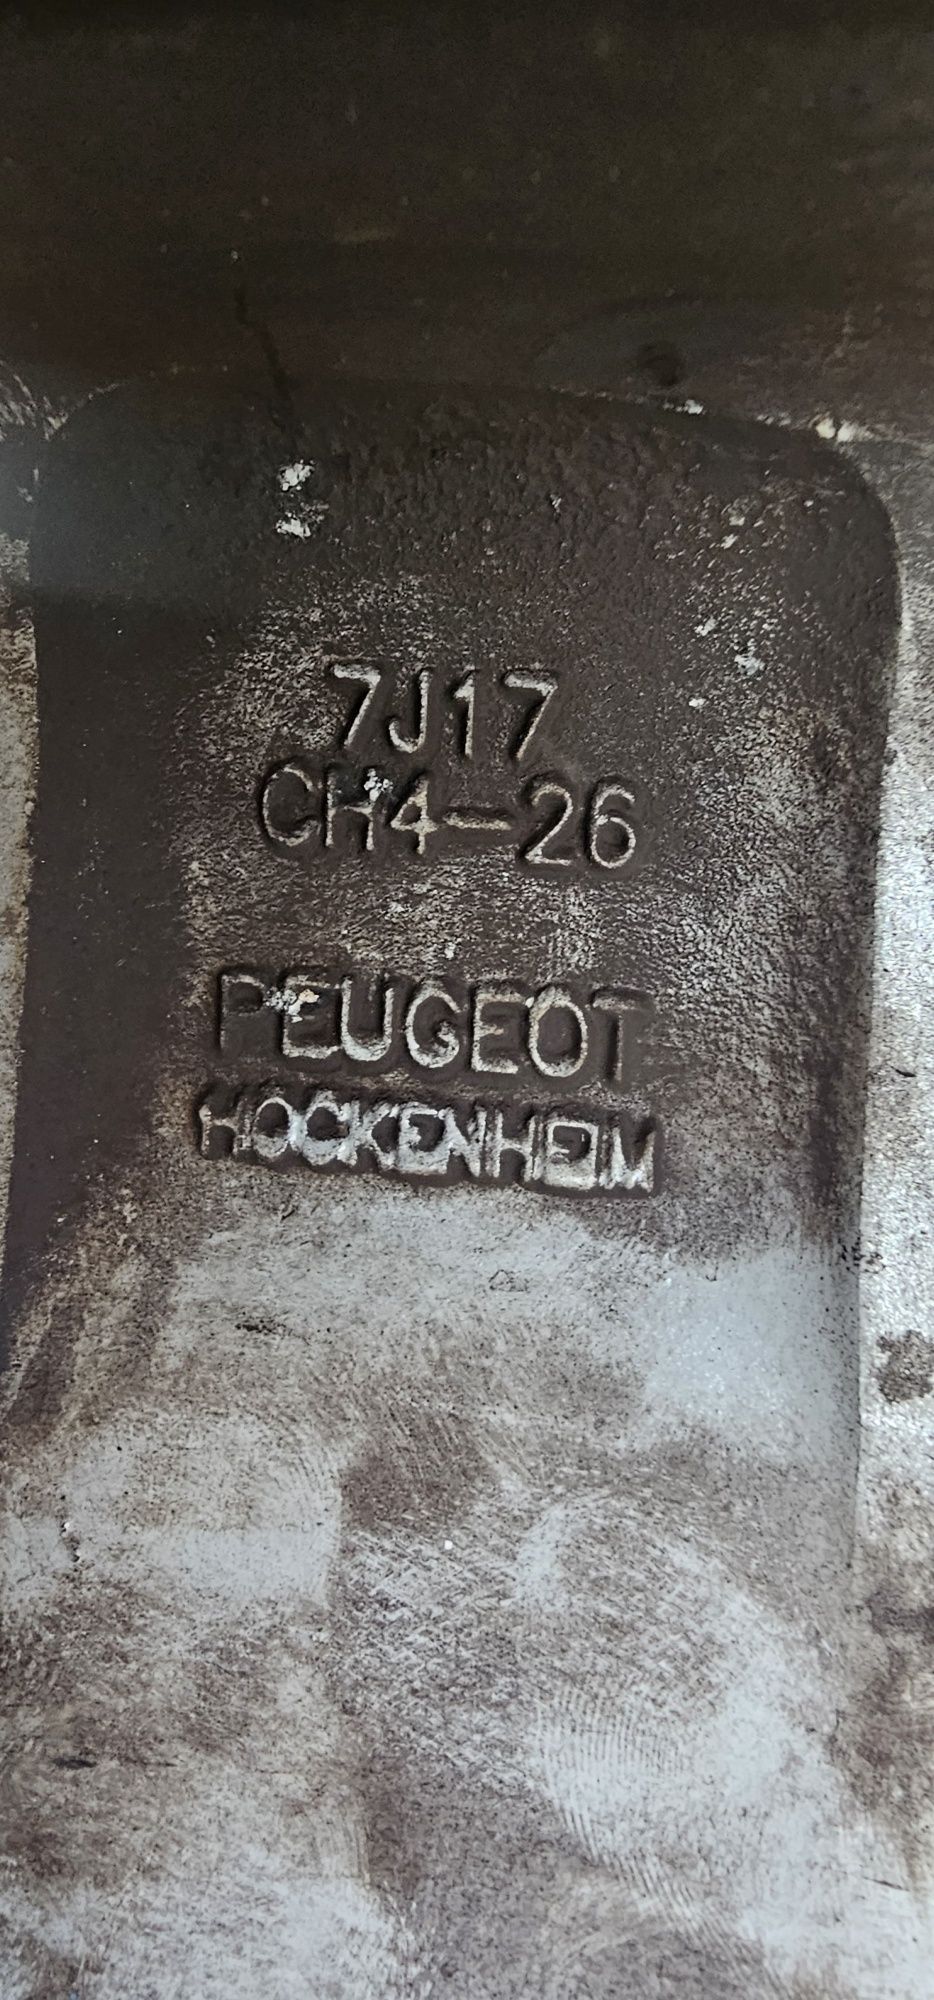 7J17
CH4-26
PEUGEOT
HOCKENHEIM